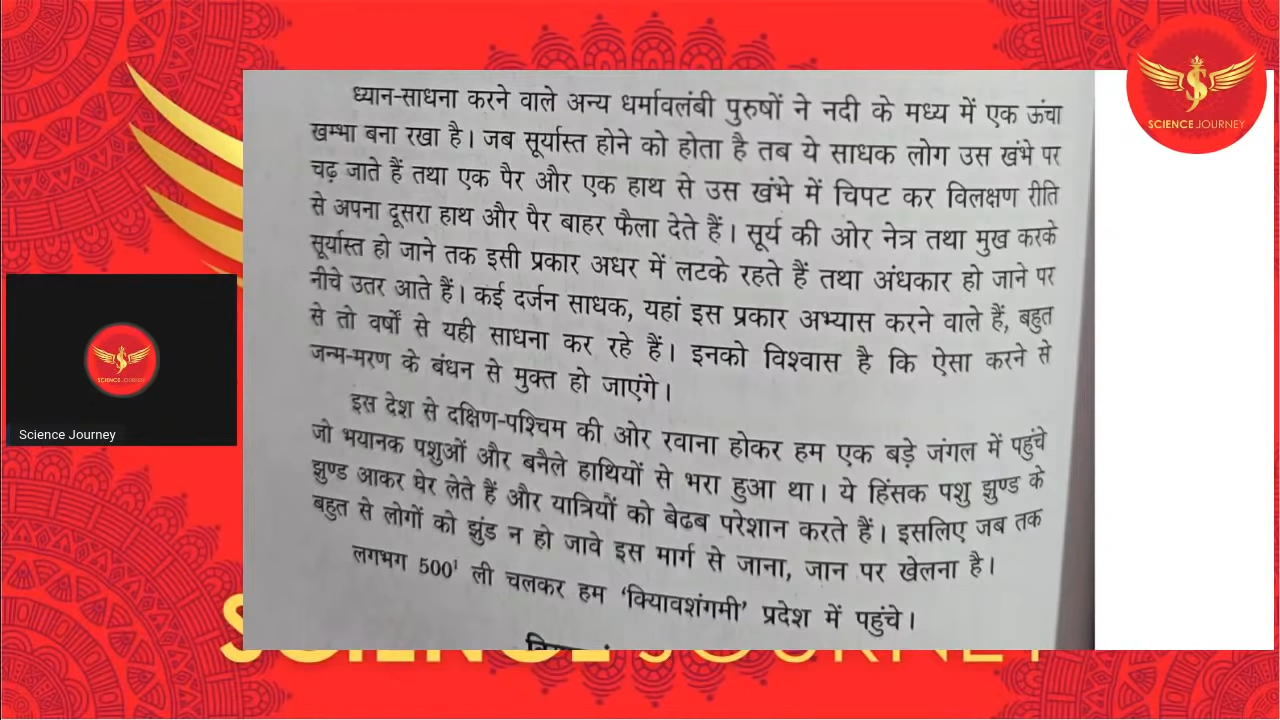 ध्यान-साधना करने वाले अन्य धर्मावलंबी पुरुषों ने नदी के मध्य में एक ऊंचा
खम्भा बना रखा है। जब सूर्यास्त होने को होता है तब ये साधक लोग उस खंभे पर
चढ़ जाते हैं तथा एक पैर और एक हाथ से उस खंभे में चिपट कर विलक्षण रीति
से अपना दूसरा हाथ और पैर बाहर फैला देते हैं। सूर्य की ओर नेत्र तथा मुख करके
सूर्यास्त हो जाने तक इसी प्रकार अधर में लटके रहते हैं तथा अंधकार हो जाने पर
नीचे उतर आते हैं। कई दर्जन साधक, यहां इस प्रकार अभ्यास करने वाले हैं, बहुत
से तो वर्षों से यही साधना कर रहे हैं। इनको विश्वास है कि ऐसा करने से
जन्म-मरण के बंधन से मुक्त हो जाएंगे।
इस देश से दक्षिण-पश्चिम की ओर रवाना होकर हम एक बड़े जंगल में पहुंचे
जो भयानक पशुओं और बनैले हाथियों से भरा हुआ था। ये हिंसक पशु झुण्ड के
झुण्ड आकर घेर लेते हैं और यात्रियों को बेढब परेशान करते हैं। इसलिए जब तक
बहुत से लोगों को झुंड न हो जावे इस मार्ग से जाना, जान पर खेलना है।
लगभग 500¹ ली चलकर हम ‘क्यिावशंगमी’ प्रदेश में पहुंचे।
SCIENCE JOURNEY
SCIENCE JOURNEY
Science Journey
SCIENCE JOURNEY